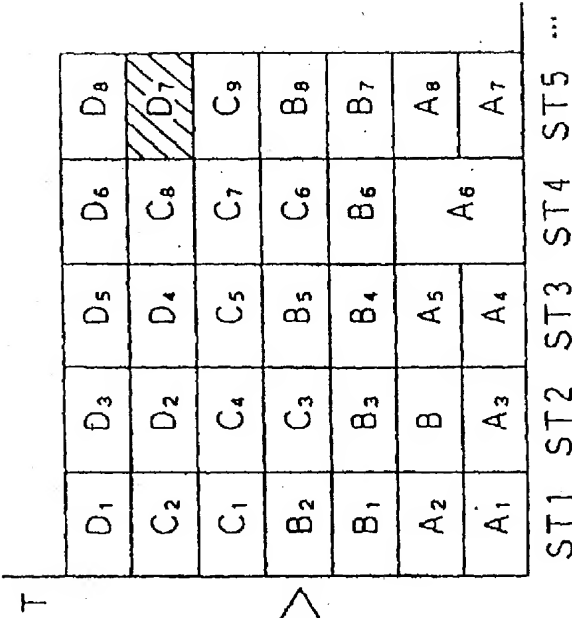 T
D₁ D₃ D₅ D₆ D₈
C₂ D₂ D₄ C₈ D₇
C₁ C₄ C₅ C₇ C₉
B₂ C₃ B₅ C₆ B₈
B₁ B₃ B₄ B₆ B₇
A₂ B A₅ A₆ A₈
A₁ A₃ A₄ A₇
ST1 ST2 ST3 ST4 ST5 ...